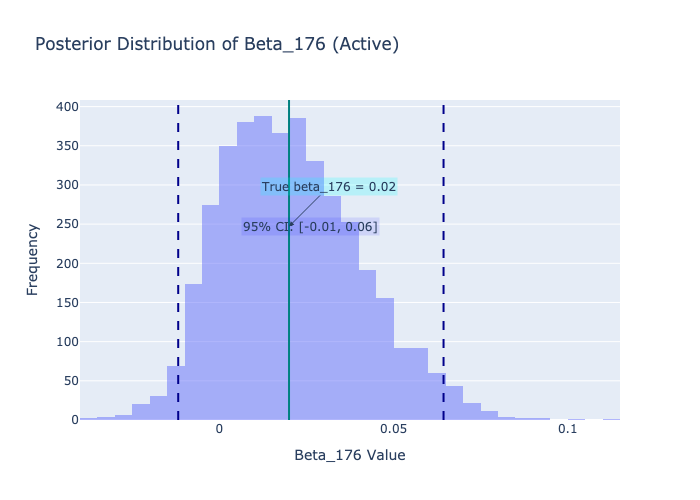 Posterior Distribution of Beta_176 (Active)
400
350
300
250
200
150
100
50
0
Frequency
True beta_176 = 0.02
95% CI: [-0.01, 0.06]
0
0.05
0.1
Beta_176 Value